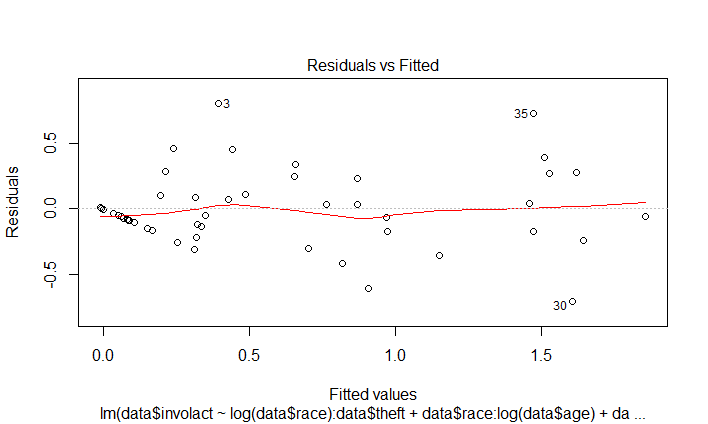 Residuals vs Fitted
Residuals
0.5
0.0
-0.5
3
35
30
0.0 0.5 1.0 1.5
Fitted values
lm(data$involact ~ log(data$race):data$theft + data$race:log(data$age) + da ...